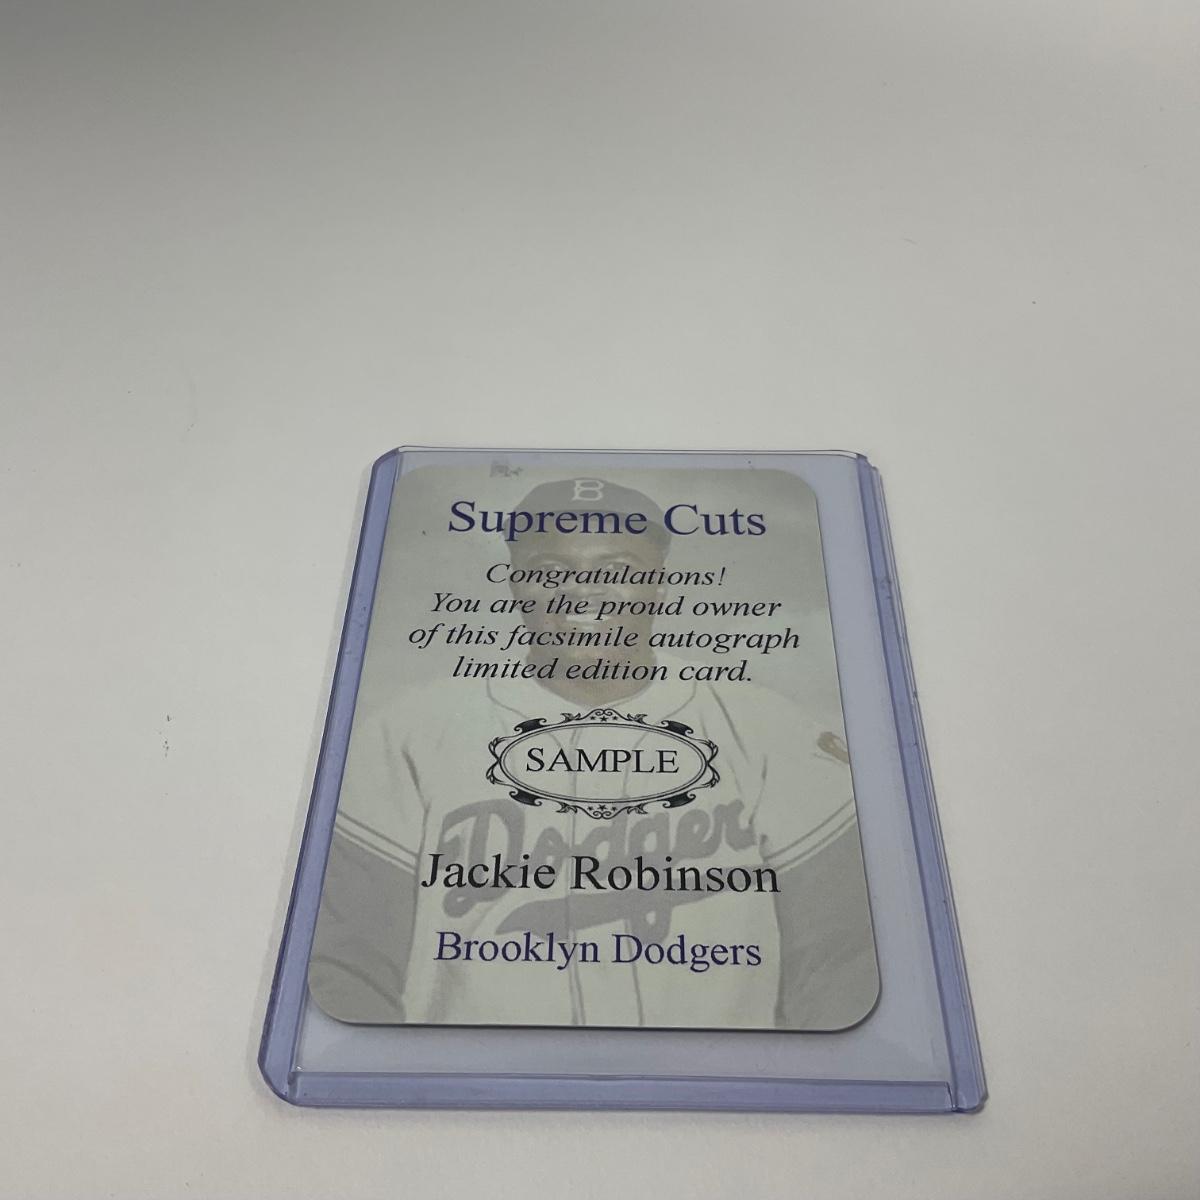 B
Supreme Cuts
Congratulations!
You are the proud owner
of this facsimile autograph
limited edition card.
SAMPLE
Dodgers
Jackie Robinson
Brooklyn Dodgers